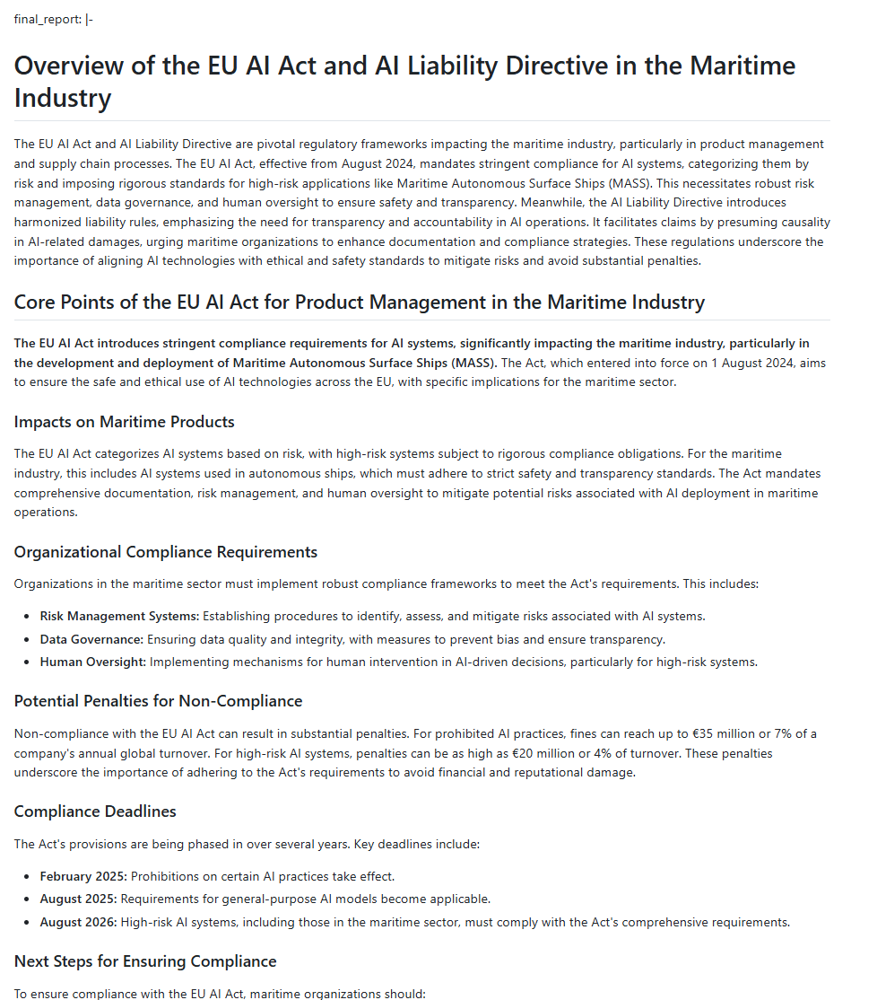 final_report: |-
Overview of the EU AI Act and AI Liability Directive in the Maritime
Industry
The EU AI Act and AI Liability Directive are pivotal regulatory frameworks impacting the maritime industry, particularly in product management
and supply chain processes. The EU AI Act, effective from August 2024, mandates stringent compliance for AI systems, categorizing them by
risk and imposing rigorous standards for high-risk applications like Maritime Autonomous Surface Ships (MASS). This necessitates robust risk
management, data governance, and human oversight to ensure safety and transparency. Meanwhile, the AI Liability Directive introduces
harmonized liability rules, emphasizing the need for transparency and accountability in AI operations. It facilitates claims by presuming causality
in AI-related damages, urging maritime organizations to enhance documentation and compliance strategies. These regulations underscore the
importance of aligning AI technologies with ethical and safety standards to mitigate risks and avoid substantial penalties.
Core Points of the EU AI Act for Product Management in the Maritime Industry
The EU AI Act introduces stringent compliance requirements for AI systems, significantly impacting the maritime industry, particularly in
the development and deployment of Maritime Autonomous Surface Ships (MASS). The Act, which entered into force on 1 August 2024, aims
to ensure the safe and ethical use of AI technologies across the EU, with specific implications for the maritime sector.
Impacts on Maritime Products
The EU AI Act categorizes AI systems based on risk, with high-risk systems subject to rigorous compliance obligations. For the maritime
industry, this includes AI systems used in autonomous ships, which must adhere to strict safety and transparency standards. The Act mandates
comprehensive documentation, risk management, and human oversight to mitigate potential risks associated with AI deployment in maritime
operations.
Organizational Compliance Requirements
Organizations in the maritime sector must implement robust compliance frameworks to meet the Act's requirements. This includes:
• Risk Management Systems: Establishing procedures to identify, assess, and mitigate risks associated with AI systems.
• Data Governance: Ensuring data quality and integrity, with measures to prevent bias and ensure transparency.
• Human Oversight: Implementing mechanisms for human intervention in AI-driven decisions, particularly for high-risk systems.
Potential Penalties for Non-Compliance
Non-compliance with the EU AI Act can result in substantial penalties. For prohibited AI practices, fines can reach up to €35 million or 7% of a
company's annual global turnover. For high-risk AI systems, penalties can be as high as €20 million or 4% of turnover. These penalties
underscore the importance of adhering to the Act's requirements to avoid financial and reputational damage.
Compliance Deadlines
The Act's provisions are being phased in over several years. Key deadlines include:
• February 2025: Prohibitions on certain AI practices take effect.
• August 2025: Requirements for general-purpose AI models become applicable.
• August 2026: High-risk AI systems, including those in the maritime sector, must comply with the Act's comprehensive requirements.
Next Steps for Ensuring Compliance
To ensure compliance with the EU AI Act, maritime organizations should: